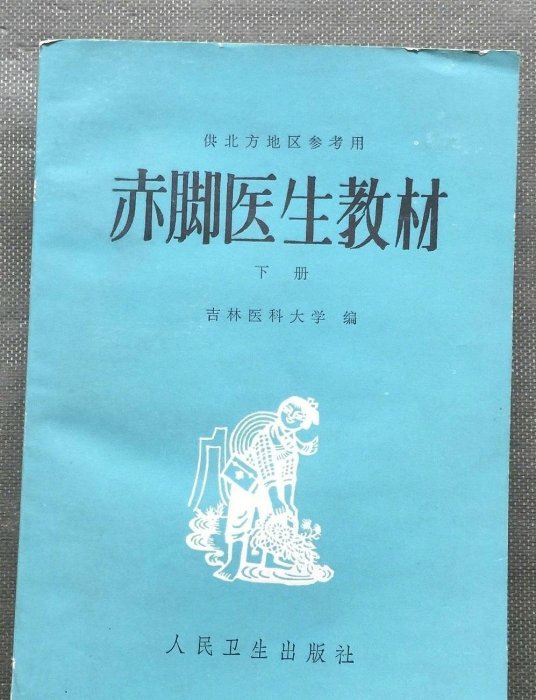 供北方地区参考用
赤脚医生教材
下册
吉林医科大学 编
人民卫生出版社